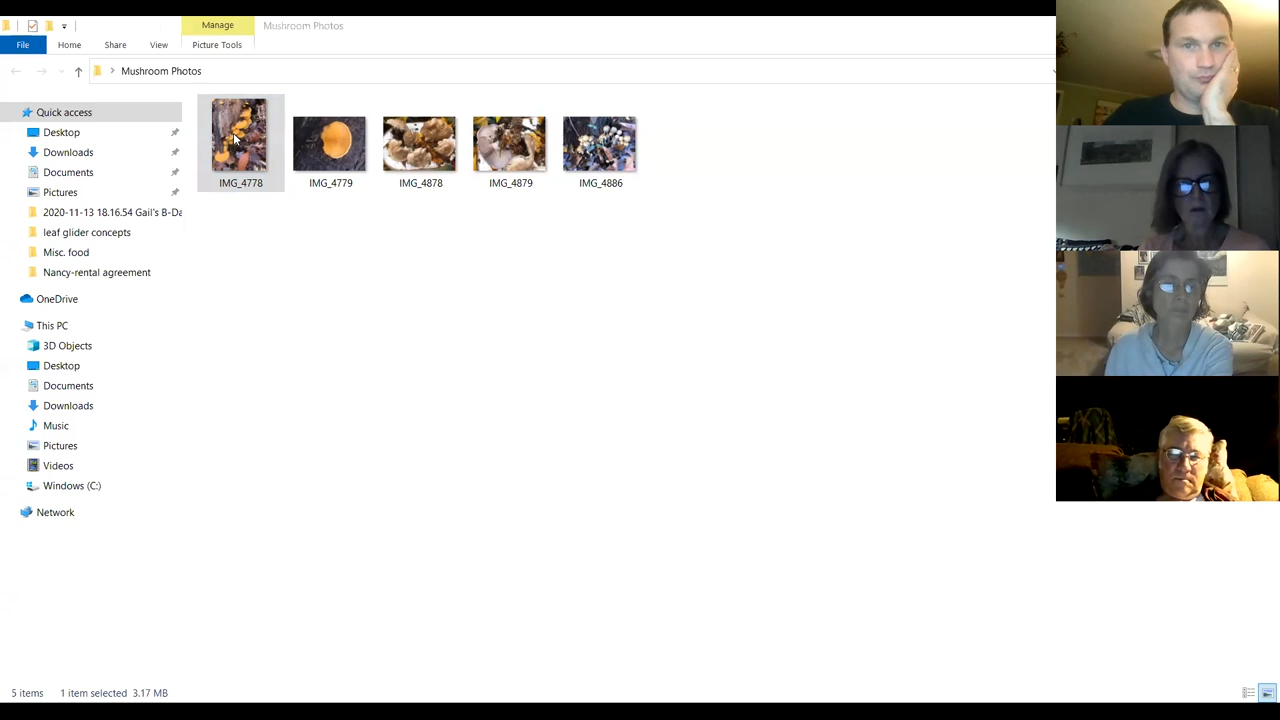 Manage
Mushroom Photos
File
Home
Share
View
Picture Tools
Mushroom Photos
Quick access
Desktop
Downloads
Documents
Pictures
2020-11-13 18.16.54 Gail's B-Da
leaf glider concepts
Misc. food
Nancy-rental agreement
OneDrive
This PC
3D Objects
Desktop
Documents
Downloads
Music
Pictures
Videos
Windows (C:)
Network
IMG_4778
IMG_4779
IMG_4878
IMG_4879
IMG_4886
5 items
1 item selected 3.17 MB